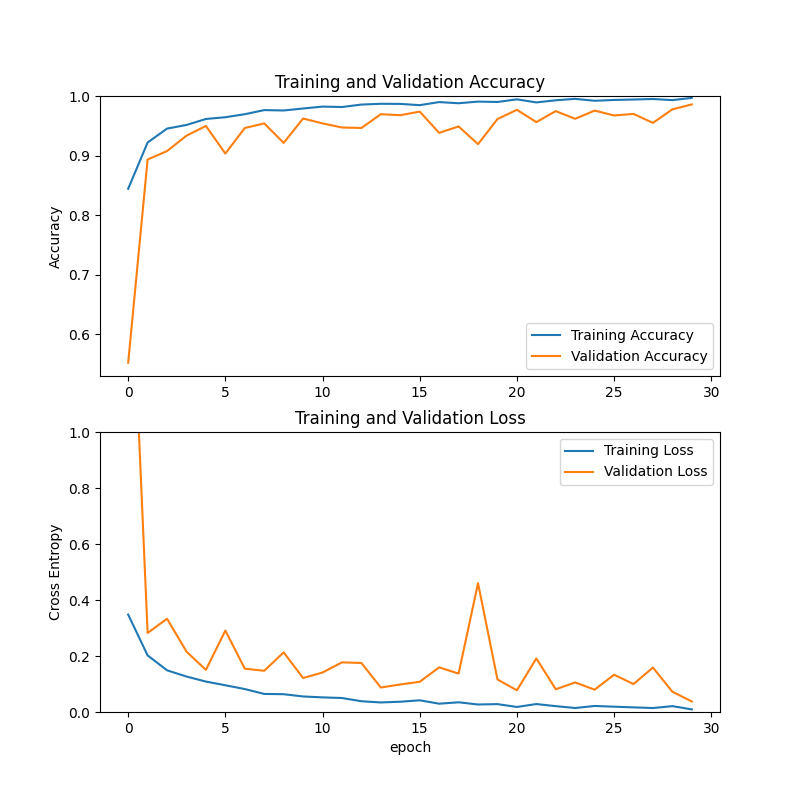 Training and Validation Accuracy
1.0
0.9
0.8
0.7
0.6
Accuracy
Training Accuracy
Validation Accuracy
0 5 10 15 20 25 30
Training and Validation Loss
1.0
0.8
0.6
0.4
0.2
0.0
Cross Entropy
Training Loss
Validation Loss
0 5 10 15 20 25 30
epoch